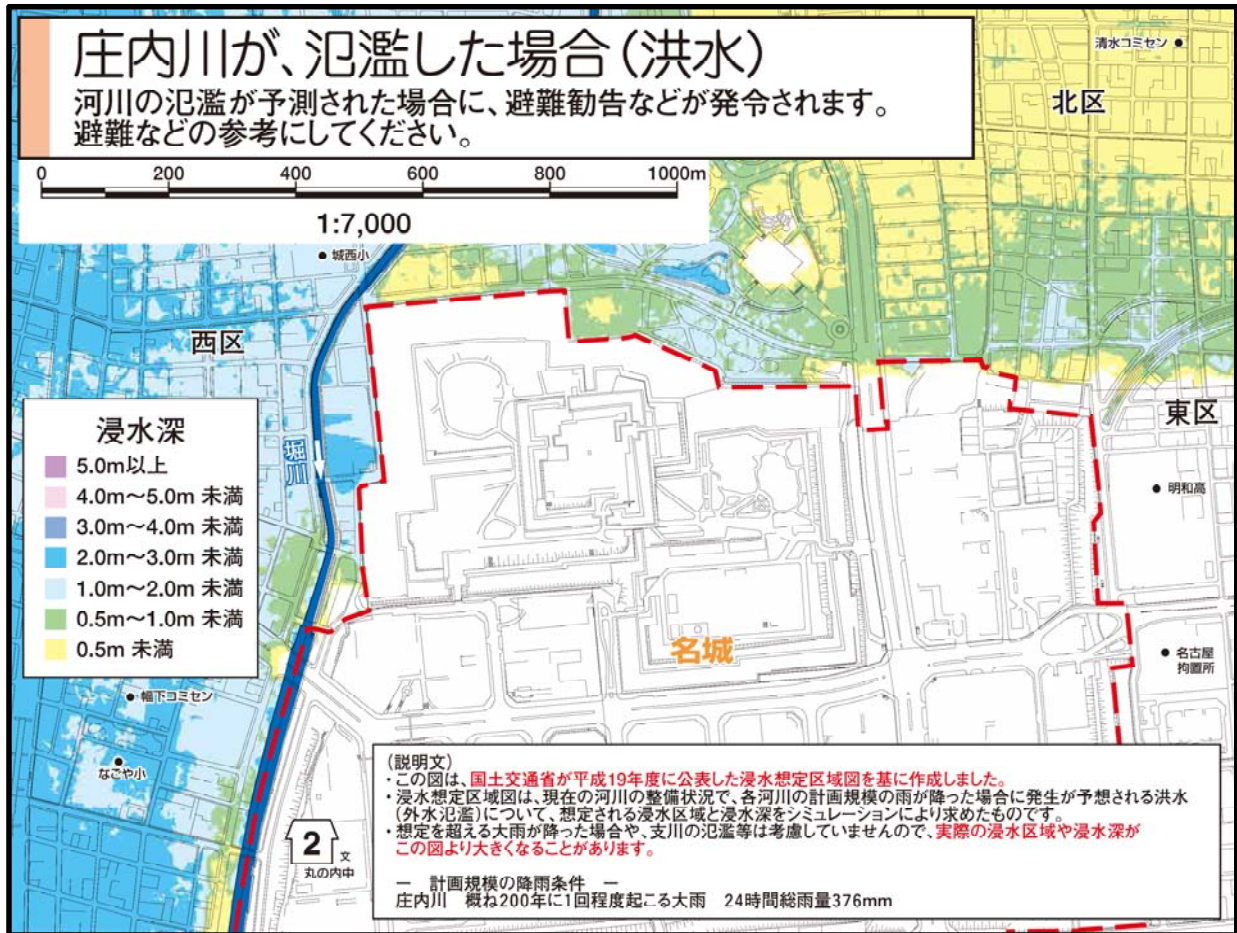 庄内川が、氾濫した場合（洪水）
河川の氾濫が予測された場合に、避難勧告などが発令されます。
避難などの参考にしてください。
0 200 400 600 800 1000m
1:7,000
清水コミセン
北区
城西小
西区
東区
堀川
明和高
浸水深
5.0m以上
4.0m～5.0m 未満
3.0m～4.0m 未満
2.0m～3.0m 未満
1.0m～2.0m 未満
0.5m～1.0m 未満
0.5m 未満
名城
名古屋
拘置所
幅下コミセン
なごや小
2
文
丸の内中
(説明文)
・この図は、国土交通省が平成19年度に公表した浸水想定区域図を基に作成しました。
・浸水想定区域図は、現在の河川の整備状況で、各河川の計画規模の雨が降った場合に発生が予想される洪水
(外水氾濫)について、想定される浸水区域と浸水深をシミュレーションにより求めたものです。
・想定を超える大雨が降った場合や、支川の氾濫等は考慮していませんので、実際の浸水区域や浸水深が
この図より大きくなることがあります。
― 計画規模の降雨条件 ―
庄内川 概ね200年に1回程度起こる大雨 24時間総雨量376mm